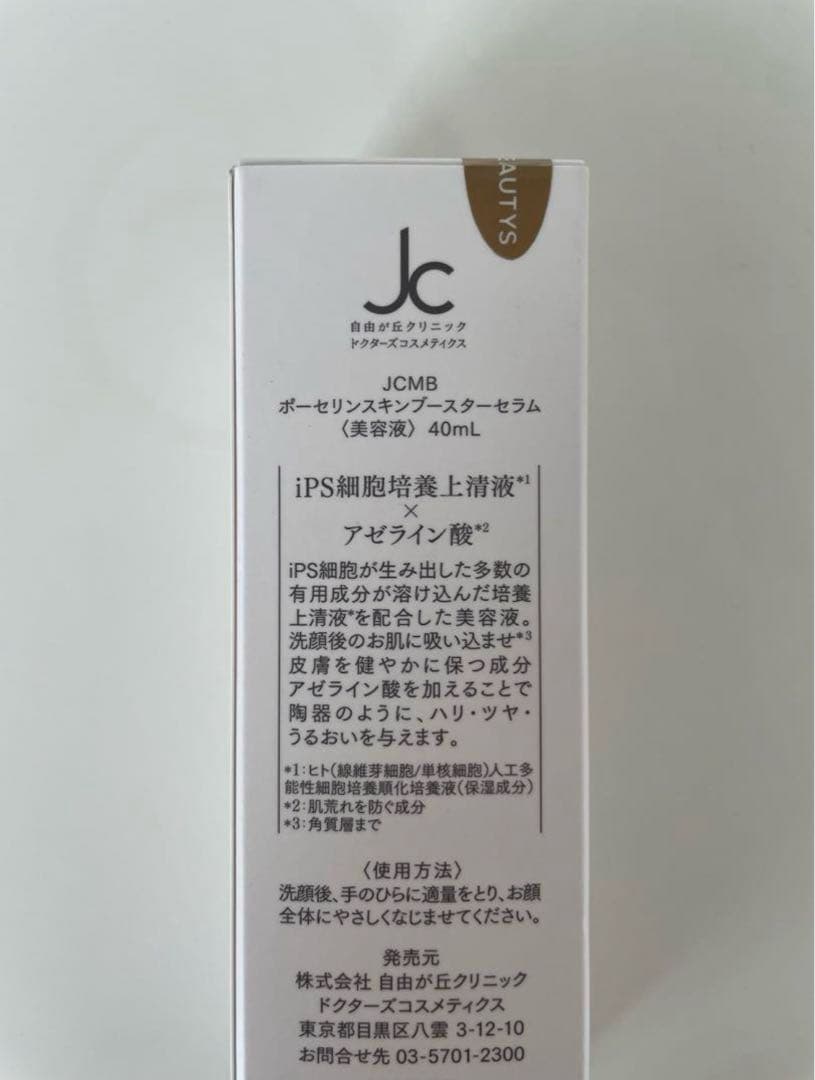 EAUTYS
Jc
自由が丘クリニック
ドクターズコスメティクス
JCMB
ポーセリンスキンブースターセラム
〈美容液〉 40mL
iPS細胞培養上清液*1
×
アゼライン酸*2
iPS細胞が生み出した多数の
有用成分が溶け込んだ培養
上清液*を配合した美容液。
洗顔後のお肌に吸い込ませ*3
皮膚を健やかに保つ成分
アゼライン酸を加えることで
陶器のように、ハリ・ツヤ・
うるおいを与えます。
*1:ヒト(線維芽細胞/単核細胞)人工多
能性細胞培養順化培養液(保湿成分)
*2:肌荒れを防ぐ成分
*3:角質層まで
〈使用方法〉
洗顔後、手のひらに適量をとり、お顔
全体にやさしくなじませてください。
発売元
株式会社 自由が丘クリニック
ドクターズコスメティクス
東京都目黒区八雲 3-12-10
お問合せ先 03-5701-2300